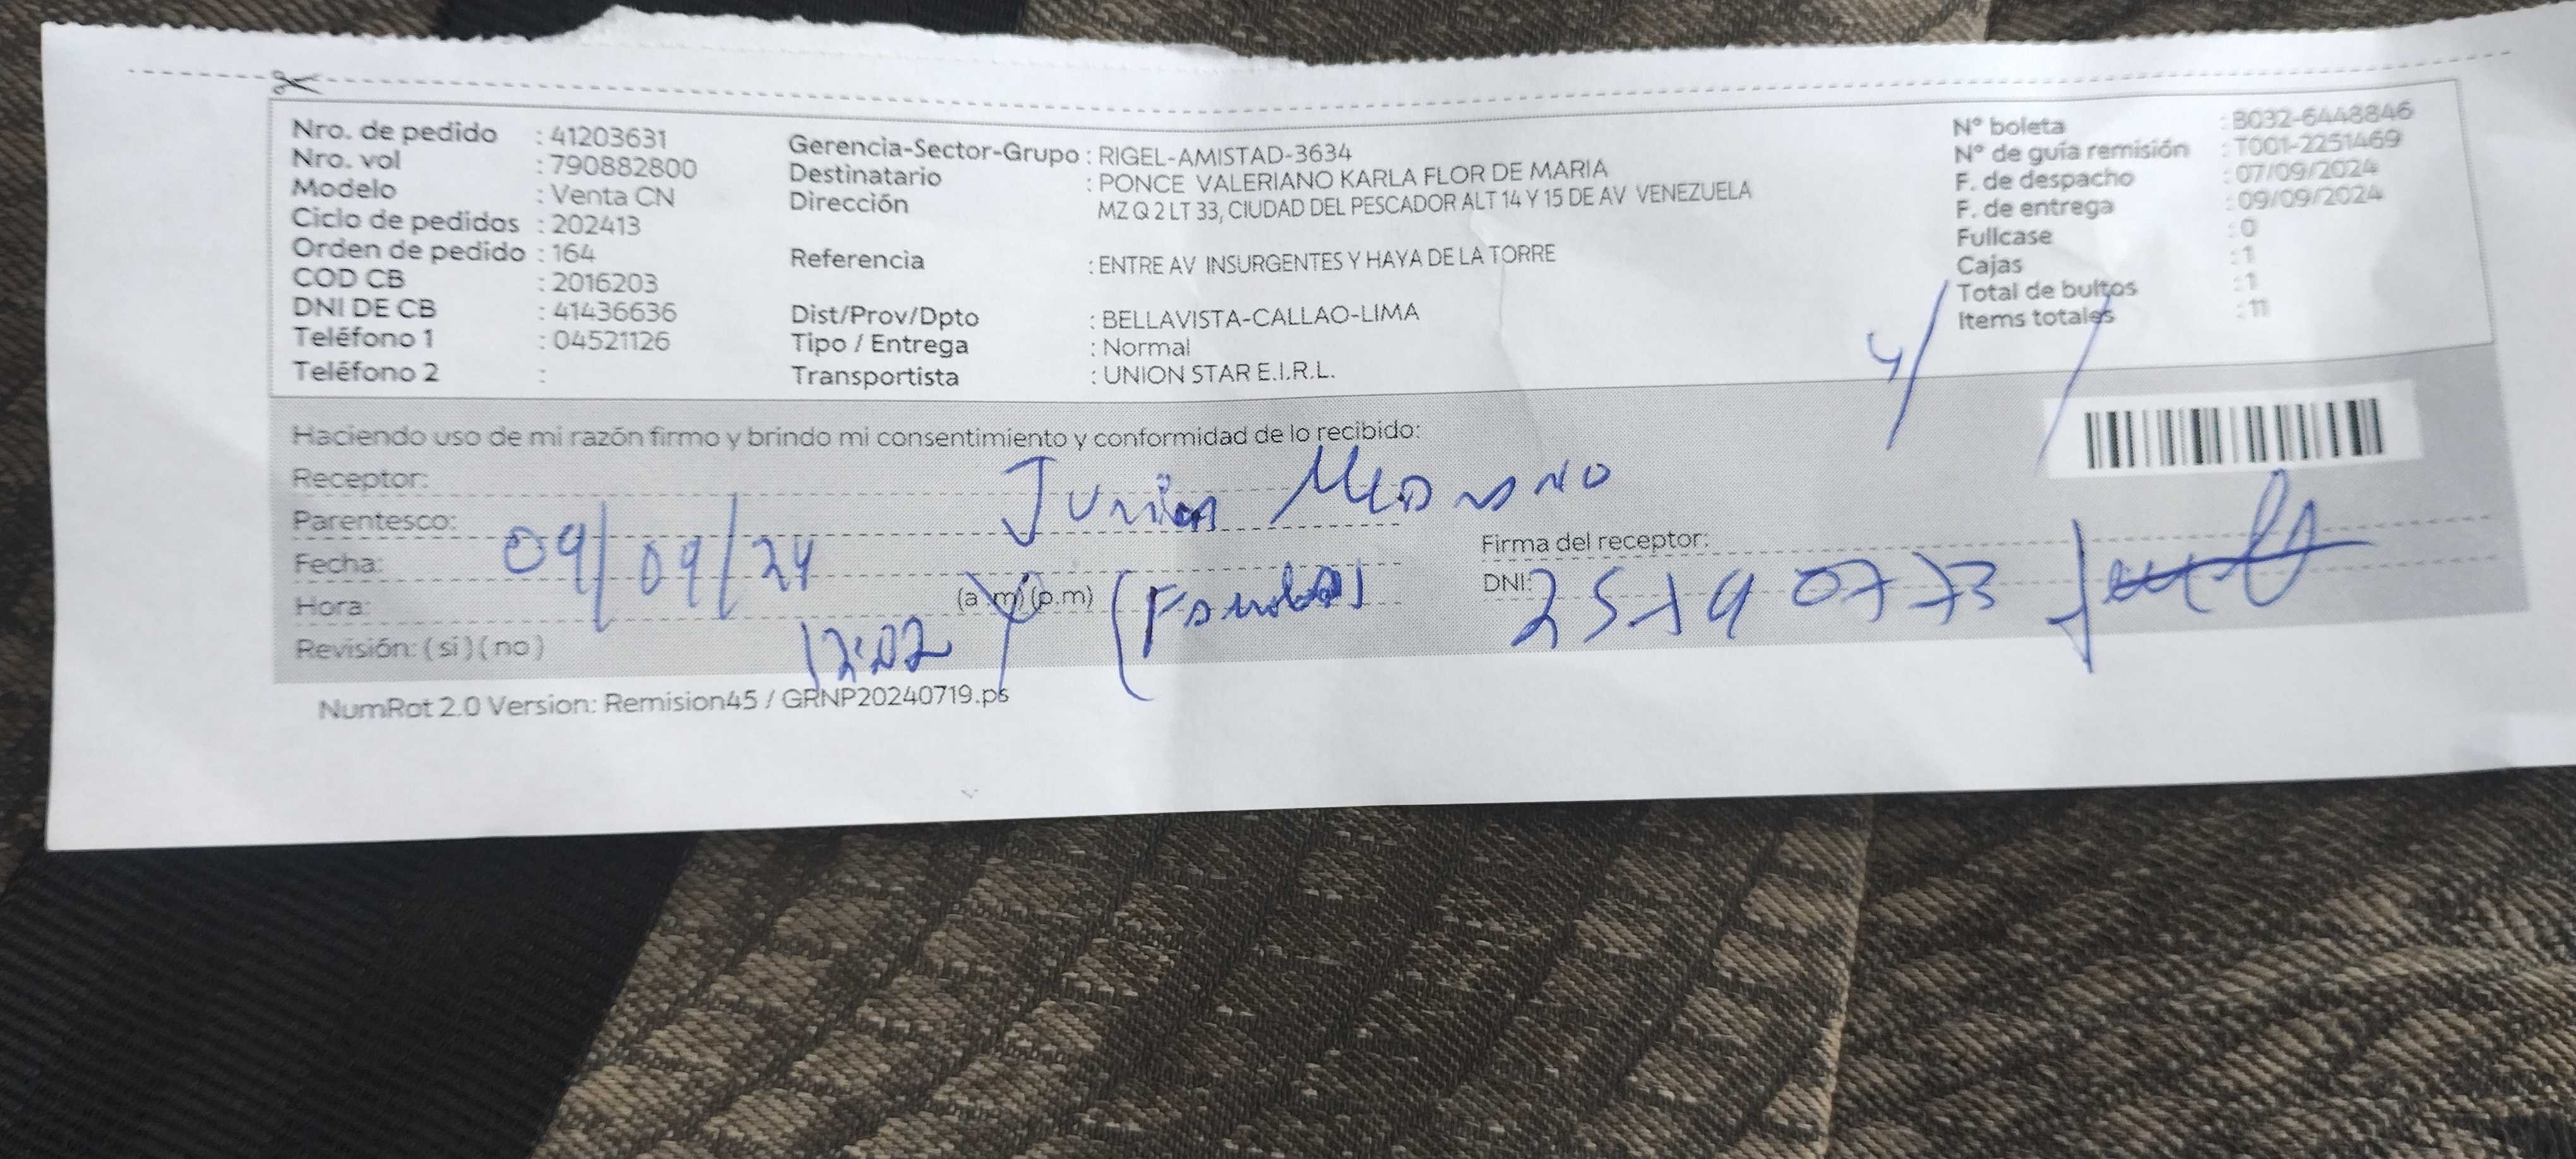 Nro. de pedido : 41203631
Nro. vol : 790882800
Modelo : Venta CN
Ciclo de pedidos : 202413
Orden de pedido : 164
COD CB : 2016203
DNI DE CB : 41436636
Teléfono 1 : 04521126
Teléfono 2 :
Gerencia-Sector-Grupo : RIGEL-AMISTAD-3634
Destinatario : PONCE VALERIANO KARLA FLOR DE MARIA
Dirección MZ Q 2 LT 33, CIUDAD DEL PESCADOR ALT 14 Y 15 DE AV VENEZUELA
Referencia : ENTRE AV INSURGENTES Y HAYA DE LA TORRE
Dist/Prov/Dpto : BELLAVISTA-CALLAO-LIMA
Tipo / Entrega : Normal
Transportista : UNION STAR E.I.R.L.
N° boleta : B032-6448846
N° de guía remisión : T001-2251469
F. de despacho : 07/09/2024
F. de entrega : 09/09/2024
Fullcase : 0
Cajas : 1
Total de bultos : 1
Items totales : 11
Haciendo uso de mi razón firmo y brindo mi consentimiento y conformidad de lo recibido:
Receptor: Junior
Parentesco:
Fecha: 09/09/24
Hora: 12:02 (a.m) (p.m)
Revisión: ( si ) ( no )
Firma del receptor:
DNI:
NumRot 2.0 Version: Remision45 / GRNP20240719.ps